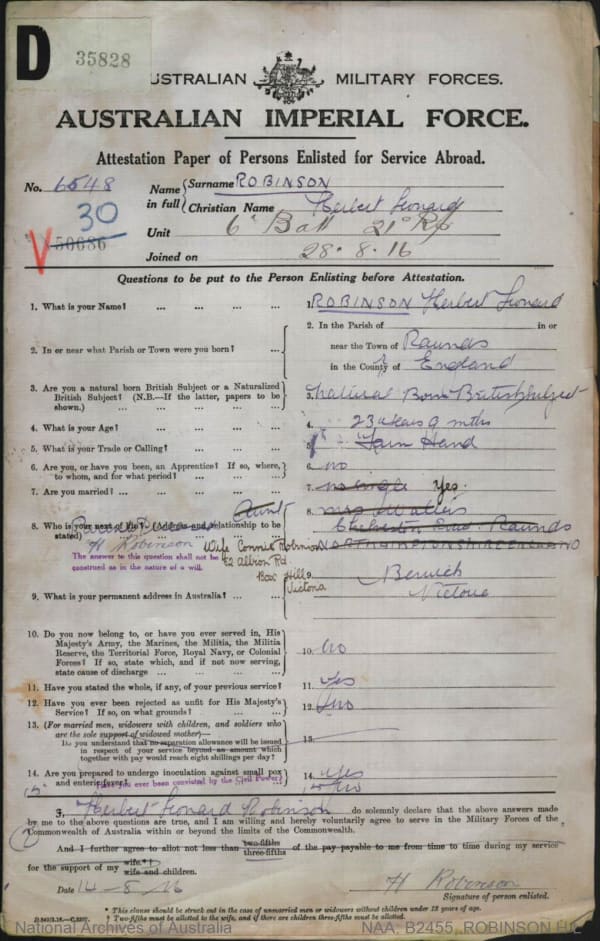 D 35828
AUSTRALIAN MILITARY FORCES.
AUSTRALIAN IMPERIAL FORCE.
Attestation Paper of Persons Enlisted for Service Abroad.
No. 6548
Name in full { Surname ROBINSON
Christian Name Herbert Leonard
30
Unit 6" Batt 21" Rfs
V 50686
Joined on 28.8.16
Questions to be put to the Person Enlisting before Attestation.
1. What is your Name? ... ... ... 1. ROBINSON Herbert Leonard
2. In or near what Parish or Town were you born? ... 2. In the Parish of in or
near the Town of Raunds
in the County of England
3. Are you a natural born British Subject or a Naturalized
British Subject? (N.B.—If the latter, papers to be
shown.) ... ... ... ... ... 3. Natural Born British Subject
4. What is your Age? ... ... ... ... 4. 23 years 9 mths
5. What is your Trade or Calling? ... ... ... 5. Farm Hand
6. Are you, or have you been, an Apprentice? If so, where,
to whom, and for what period? ... ... ... 6. no
7. Are you married? ... ... ... ... 7. no single Yes.
8. Who is your next of kin? (Address and relationship to be
stated) ... ... Aunt 8. Mrs
Raunds
NORTHAMPTONSHIRE ENGLAND
H Robinson
The answer to this question shall not be
construed as in the nature of a will.
Wife Connie Robinson
52 Albion Rd
Box Hill
Victoria
9. What is your permanent address in Australia? ... ... 9. Berwick
Victoria
10. Do you now belong to, or have you ever served in, His
Majesty's Army, the Marines, the Militia, the Militia
Reserve, the Territorial Force, Royal Navy, or Colonial
Forces? If so, state which, and if not now serving,
state cause of discharge ... ... ... ... 10. no
11. Have you stated the whole, if any, of your previous service? 11. yes
12. Have you ever been rejected as unfit for His Majesty's
Service? If so, on what grounds? ... ... ... 12. no
13. (For married men, widowers with children, and soldiers who
are the sole support of widowed mother)—
Do you understand that no separation allowance will be issued
in respect of your service beyond an amount which
together with pay would reach eight shillings per day? 13.
14. Are you prepared to undergo inoculation against small pox
and enteric fever? 14. Yes
15 Have you ever been convicted by the Civil Power? 15 no
I, Herbert Leonard Robinson do solemnly declare that the above answers made
by me to the above questions are true, and I am willing and hereby voluntarily agree to serve in the Military Forces of the
Commonwealth of Australia within or beyond the limits of the Commonwealth.
And I further agree to allot not less than two-fifths three-fifths of the pay payable to me from time to time during my service
for the support of my wife.*† wife and children.
Date 14-8-16
H Robinson
Signature of person enlisted.
* This clause should be struck out in the case of unmarried men or widowers without children under 18 years of age.
† Two-fifths must be allotted to the wife, and if there are children three-fifths must be allotted.
National Archives of Australia
NAA: B2455, ROBINSON H L